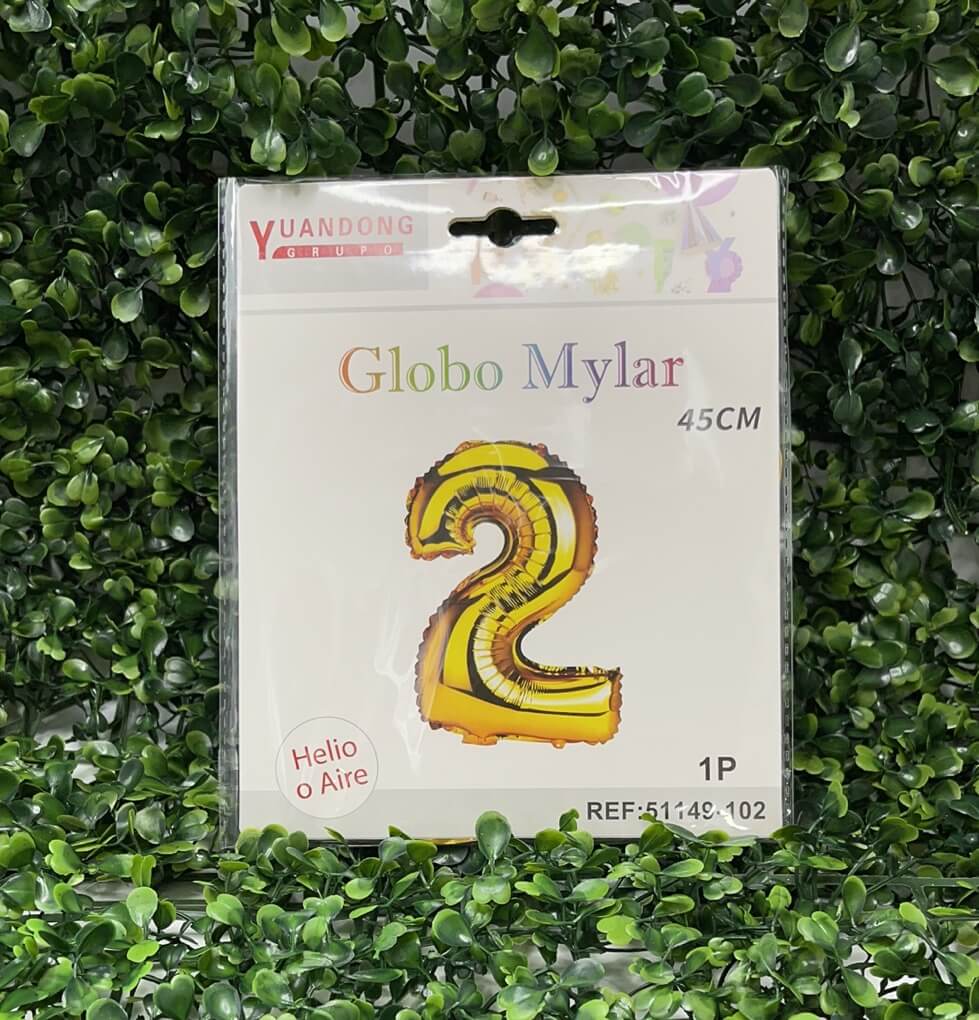 YUANDONG
GRUPO
Globo Mylar
45CM
2
Helio
o Aire
1P
REF:51149-102